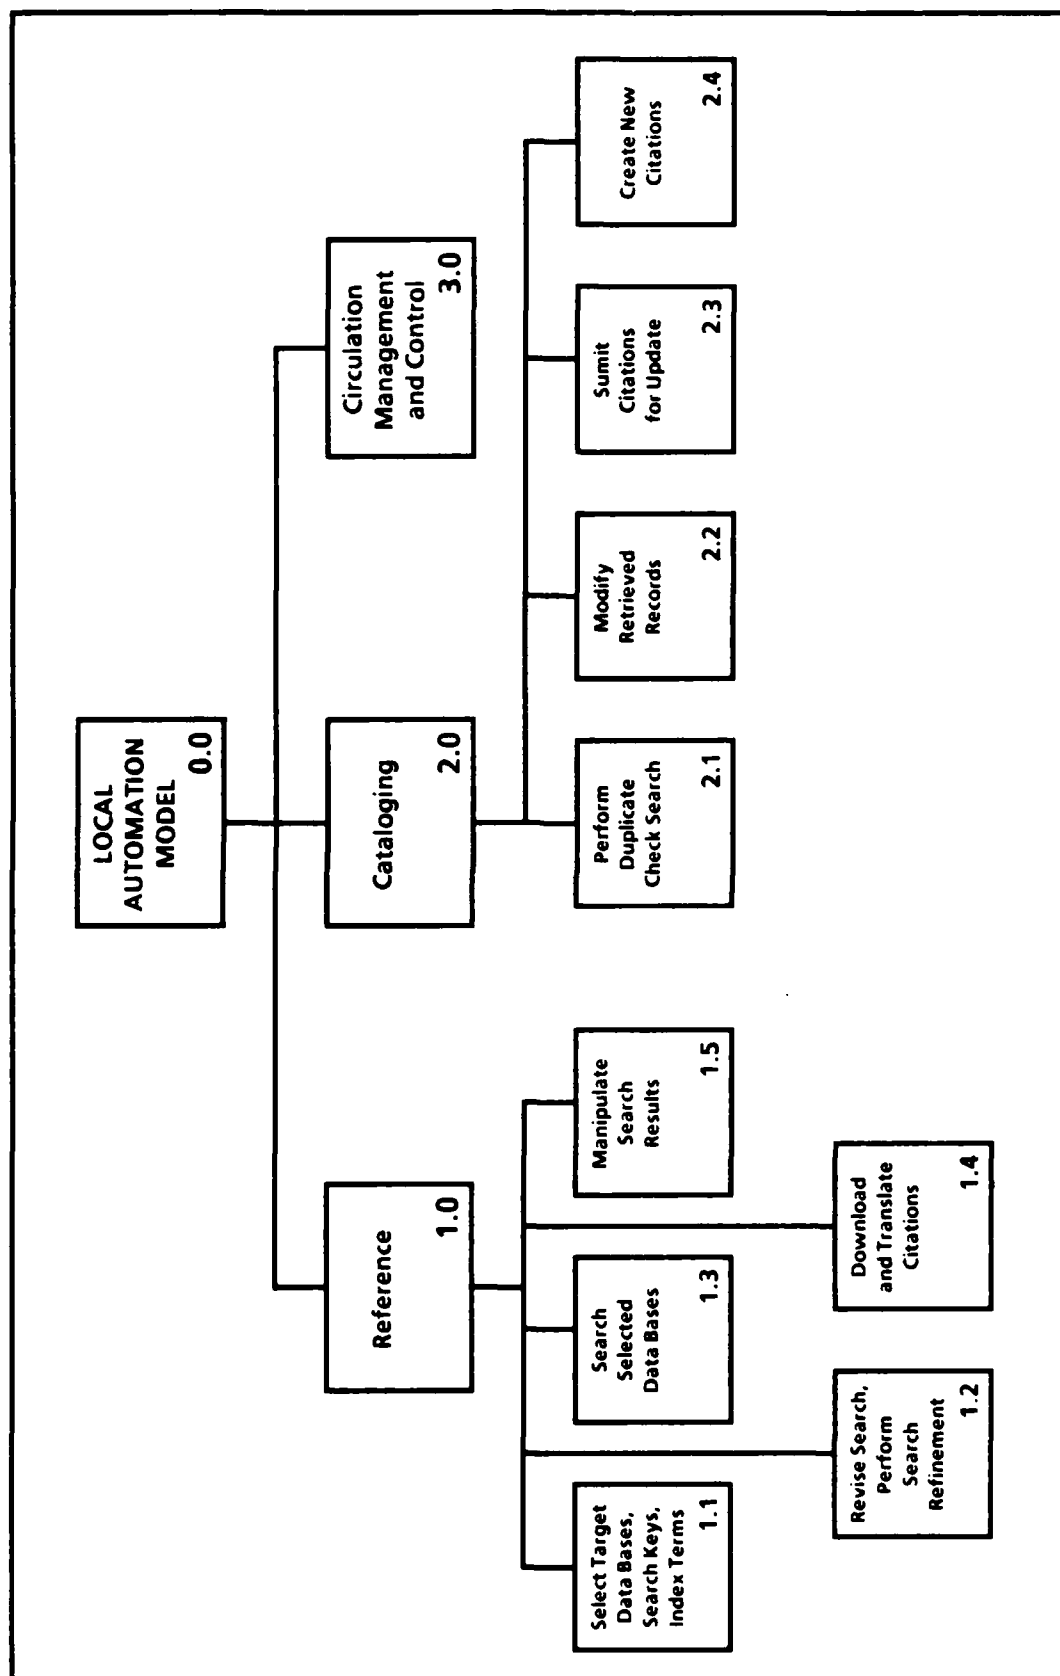 LOCAL
AUTOMATION
MODEL
0.0
Reference
1.0
Cataloging
2.0
Circulation
Management
and Control
3.0
Select Target
Data Bases,
Search Keys,
Index Terms
1.1
Revise Search,
Perform
Search
Refinement
1.2
Search
Selected
Data Bases
1.3
Download
and Translate
Citations
1.4
Manipulate
Search
Results
1.5
Perform
Duplicate
Check Search
2.1
Modify
Retrieved
Records
2.2
Sumit
Citations
for Update
2.3
Create New
Citations
2.4